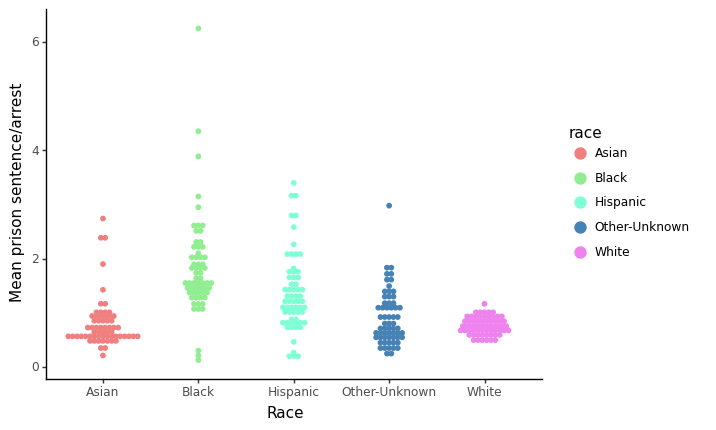 Mean prison sentence/arrest
6
4
2
0
Asian
Black
Hispanic
Other-Unknown
White
Race
race
Asian
Black
Hispanic
Other-Unknown
White